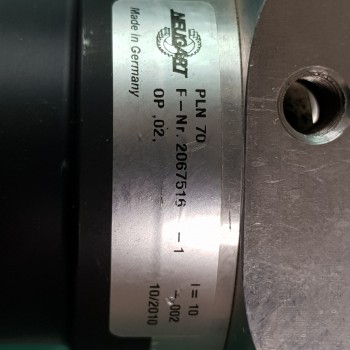 NEUGART
Made in Germany
PLN 70 i = 10
F-Nr. 2067516 - 1 -,002
OP ,02, 10/2010